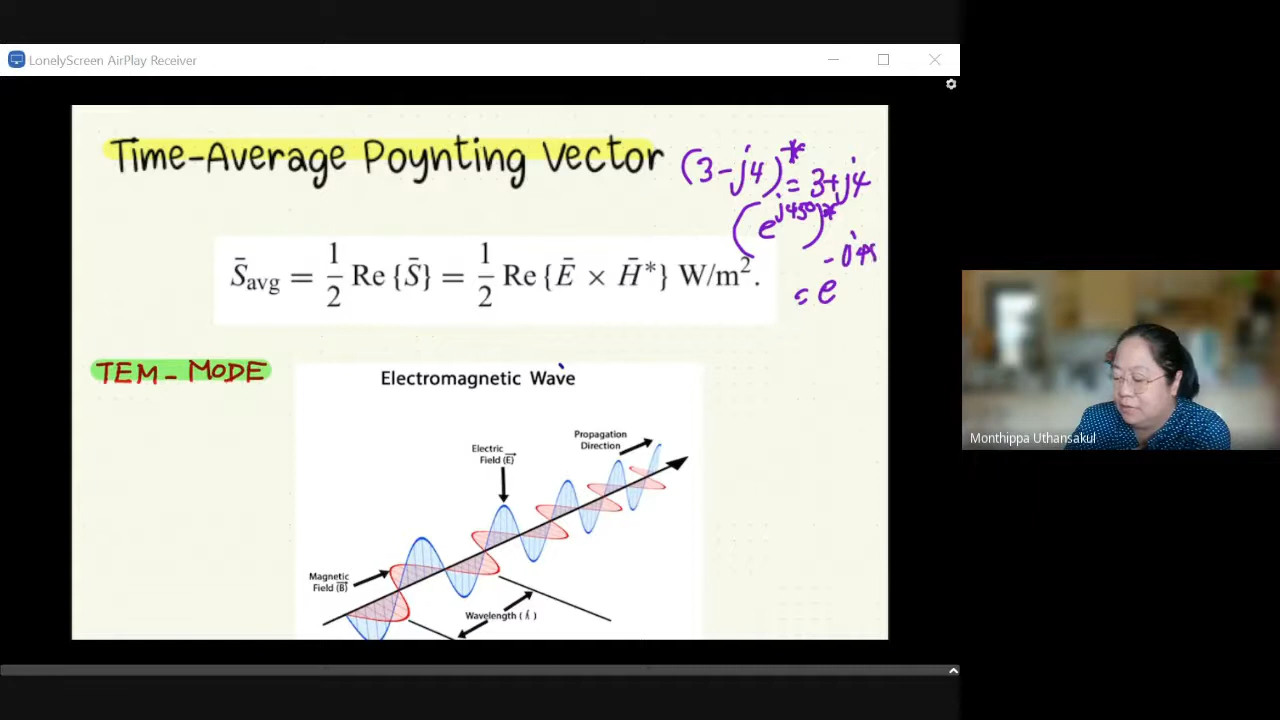 LonelyScreen AirPlay Receiver
Time-Average Poynting Vector
(3-j4)* = 3+j4
(e^{j45°})*
= e^{-j45}
S̄avg = 1/2 Re {S̄} = 1/2 Re {Ē × H̄*} W/m².
TEM - MODE
Electromagnetic Wave
Propagation
Direction
Electric
Field (E⃗)
Magnetic
Field (B⃗)
Wavelength (λ)
Monthippa Uthansakul